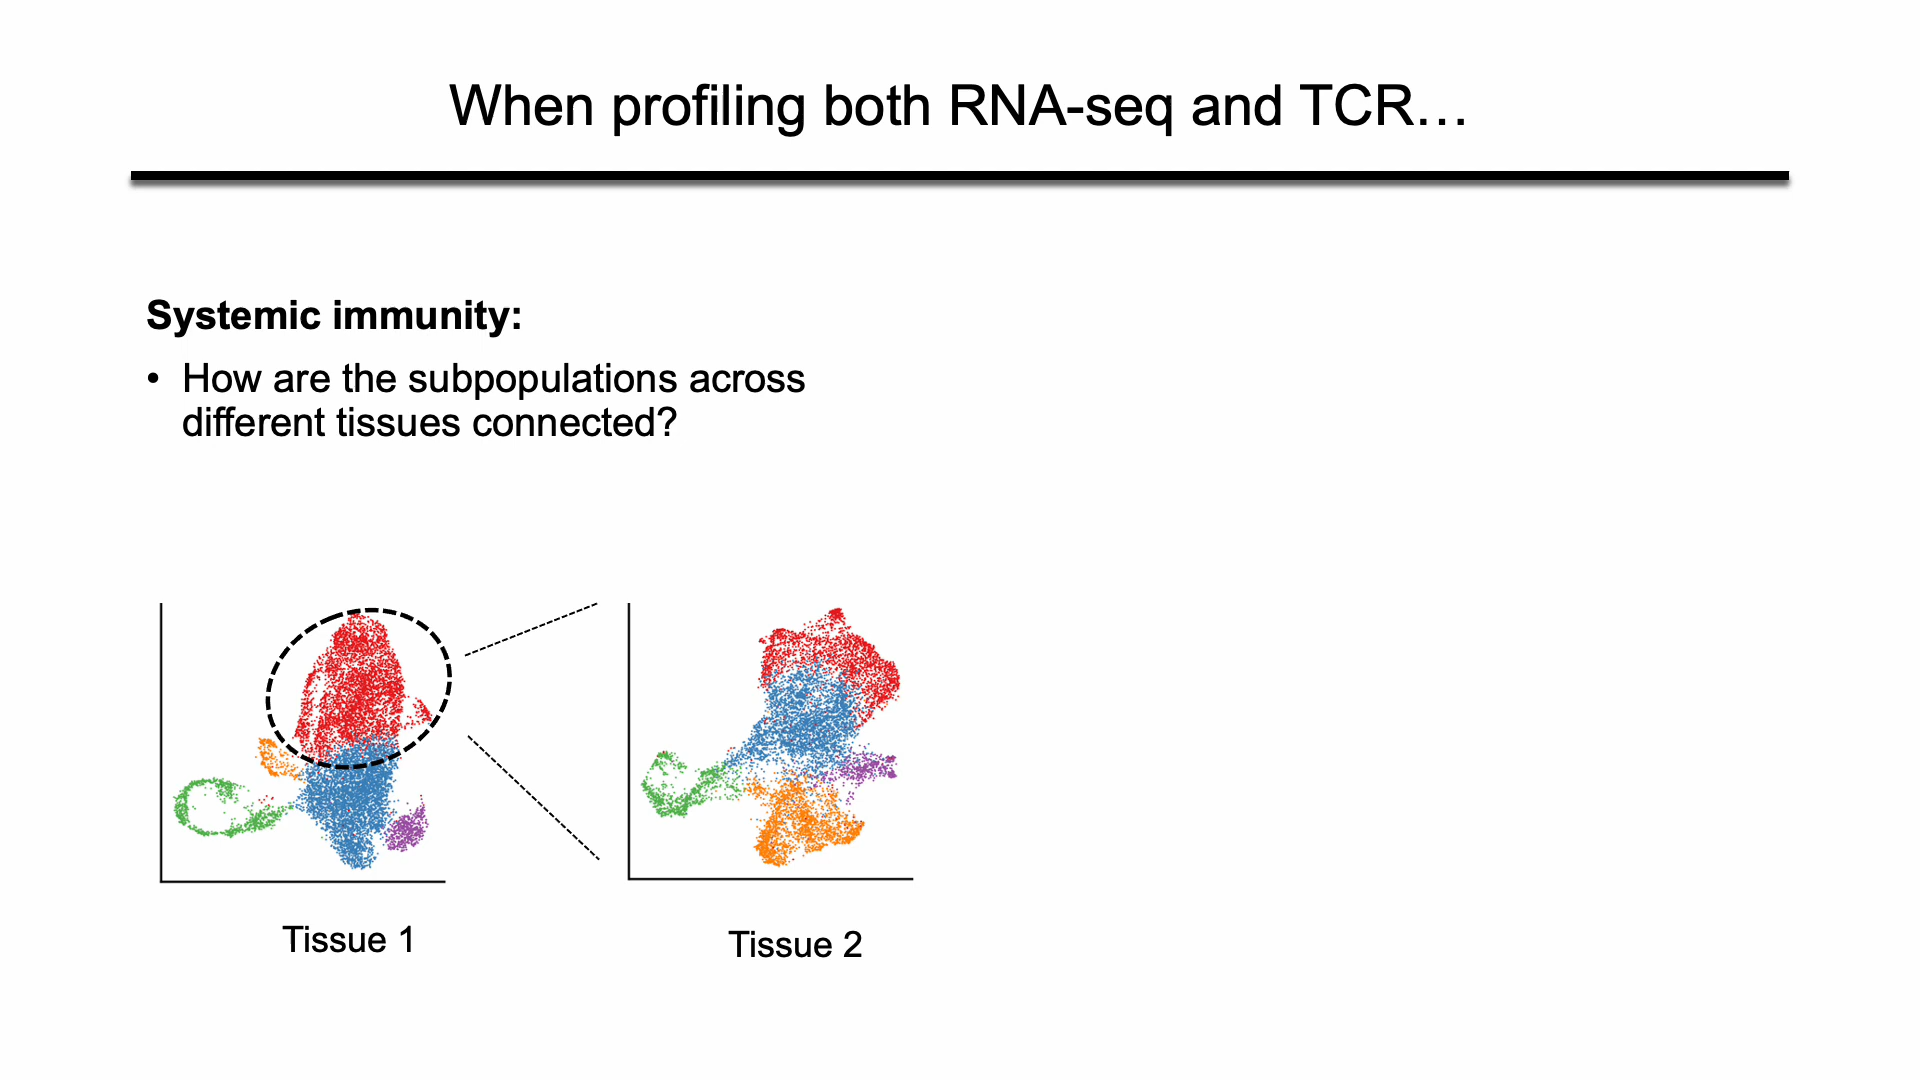 When profiling both RNA-seq and TCR…
Systemic immunity:
• How are the subpopulations across
different tissues connected?
Tissue 1
Tissue 2